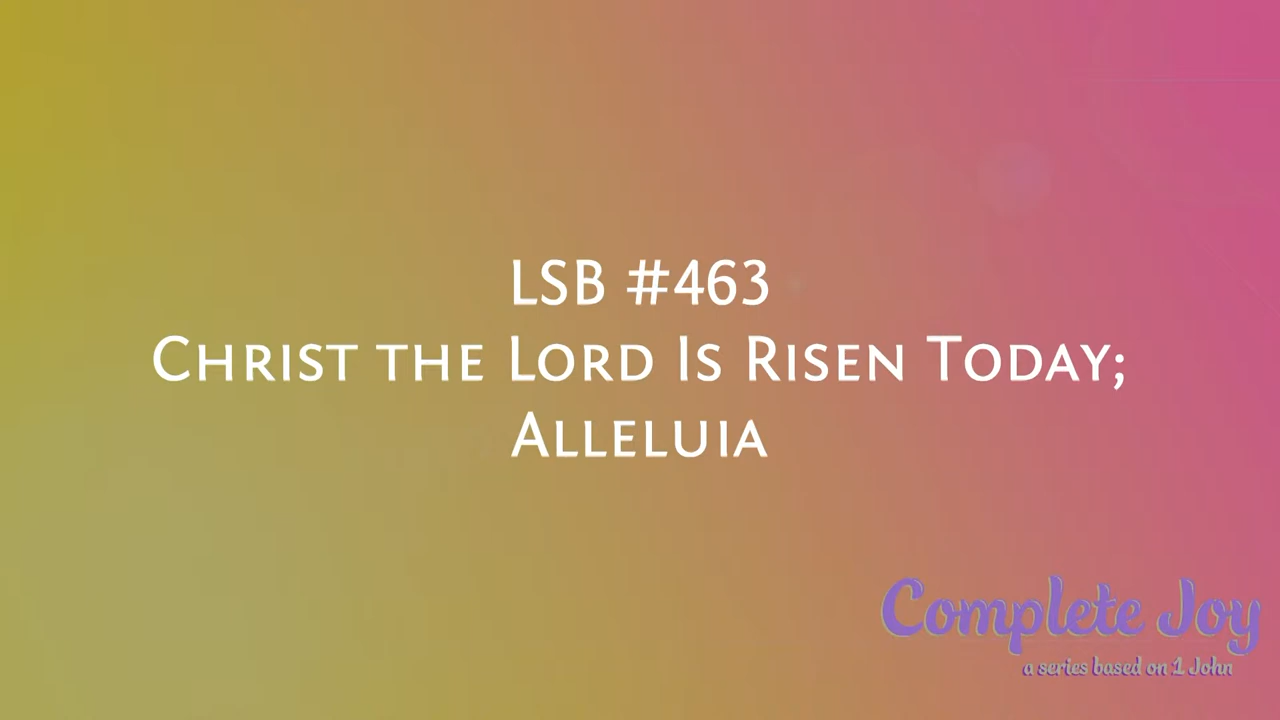 LSB #463
Christ the Lord Is Risen Today;
Alleluia
Complete Joy
a series based on 1 John